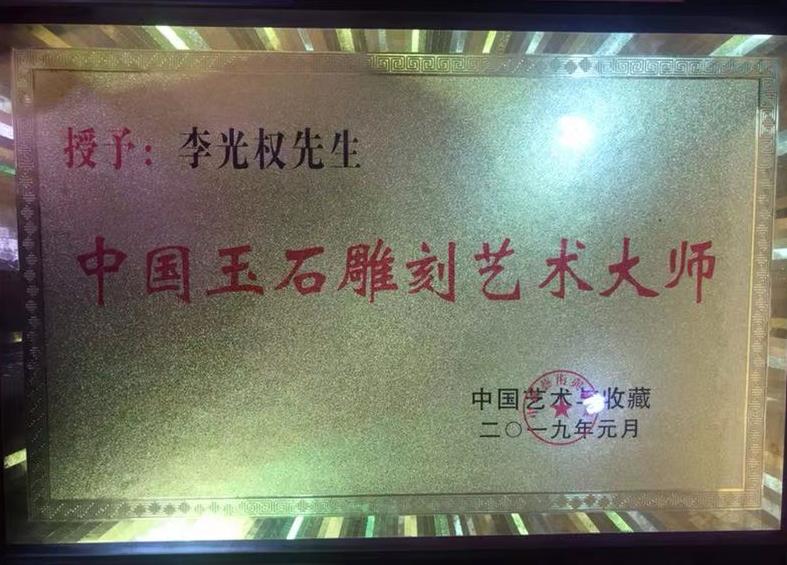 授予：李光权先生
中国玉石雕刻艺术大师
中国艺术与收藏
二〇一九年元月